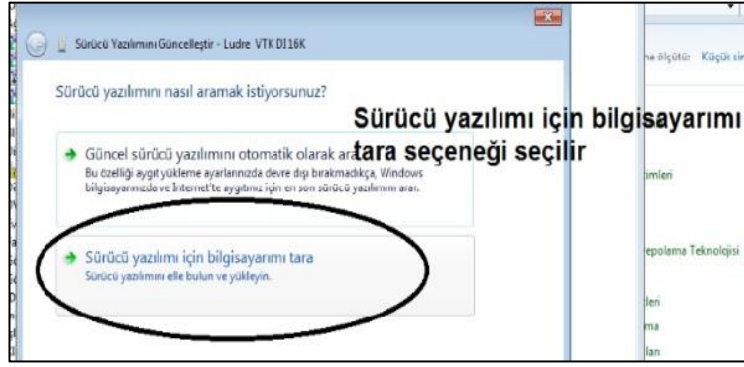 Sürücü Yazılımını Güncelleştir - Ludre VTK DI16K
Sürücü yazılımını nasıl aramak istiyorsunuz?
Sürücü yazılımı için bilgisayarımı
tara seçeneği seçilir
Güncel sürücü yazılımını otomatik olarak
Bu özelliği aygıt yükleme ayarlarınızda devre dışı bırakmadıkça, Windows
bilgisayarınızda ve Internet'te aygıtınız için en son sürücü yazılımını arar.
Sürücü yazılımı için bilgisayarımı tara
Sürücü yazılımını elle bulun ve yükleyin.
ölçütü: Küçük
imleri
epolama Teknolojisi
leri
ma
lan